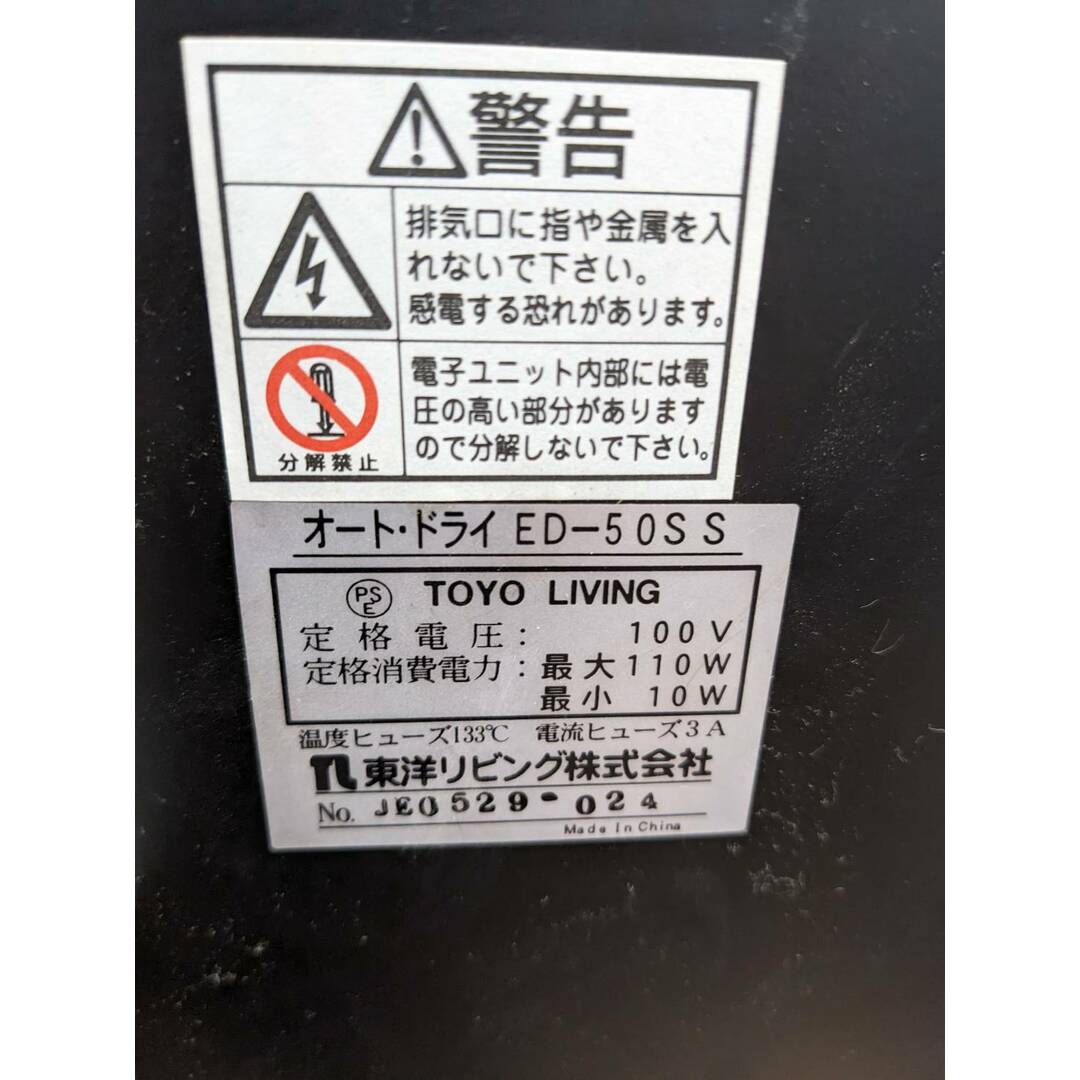 警告
排気口に指や金属を入
れないで下さい。
感電する恐れがあります。
分解禁止
電子ユニット内部には電
圧の高い部分があります
ので分解しないで下さい。
オート・ドライ ED-50SS
PSE TOYO LIVING
定格電圧: 100V
定格消費電力: 最大110W
最小 10W
温度ヒューズ133℃ 電流ヒューズ3A
東洋リビング株式会社
No. JE0529-024
Made In China